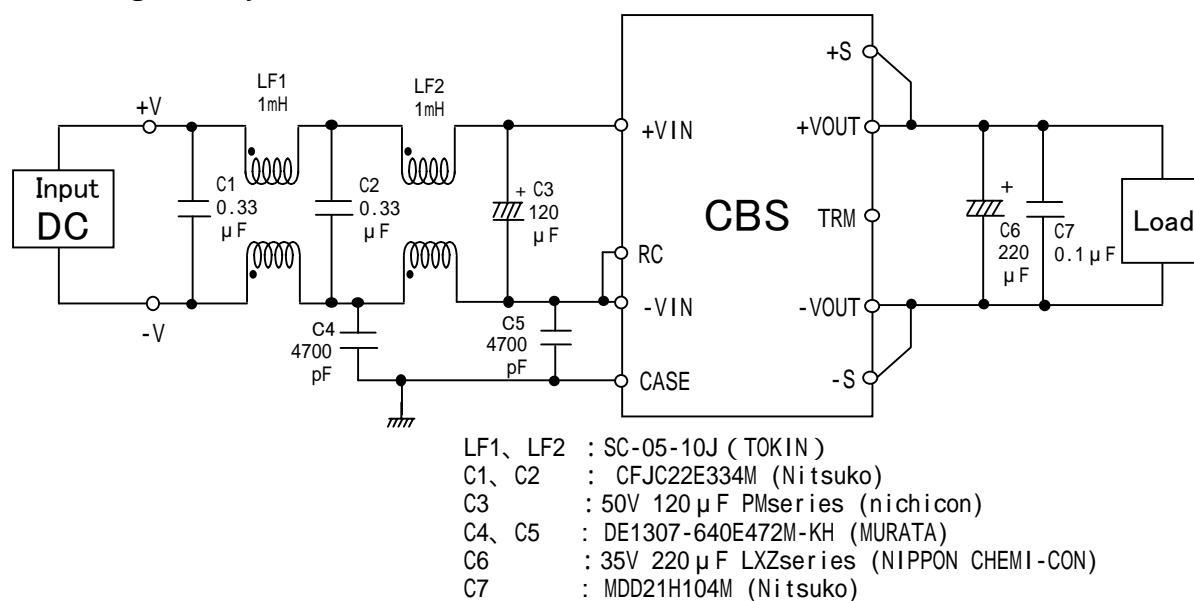 LF1
1mH
LF2
1mH
+V
-V
Input
DC
C1
0.33
μF
C2
0.33
μF
+ C3
120
μF
C4
4700
pF
C5
4700
pF
+VIN
RC
-VIN
CASE
CBS
+S
+VOUT
TRM
-VOUT
-S
+
C6
220
μF
C7
0.1μF
Load
LF1、LF2 : SC-05-10J (TOKIN)
C1、C2 : CFJC22E334M (Nitsuko)
C3 : 50V 120μF PMseries (nichicon)
C4、C5 : DE1307-640E472M-KH (MURATA)
C6 : 35V 220μF LXZseries (NIPPON CHEMI-CON)
C7 : MDD21H104M (Nitsuko)